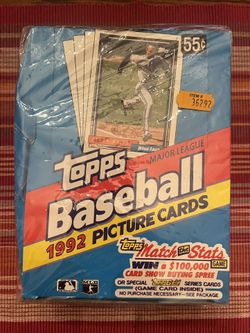 55¢
ITEM #
36292
Topps
MAJOR LEAGUE
Baseball
1992 PICTURE CARDS
Topps
Match the Stats
GAME
WIN a $100,000
CARD SHOW BUYING SPREE
OR SPECIAL
SERIES CARDS
(GAME CARD INSIDE)
NO PURCHASE NECESSARY—SEE PACKAGE